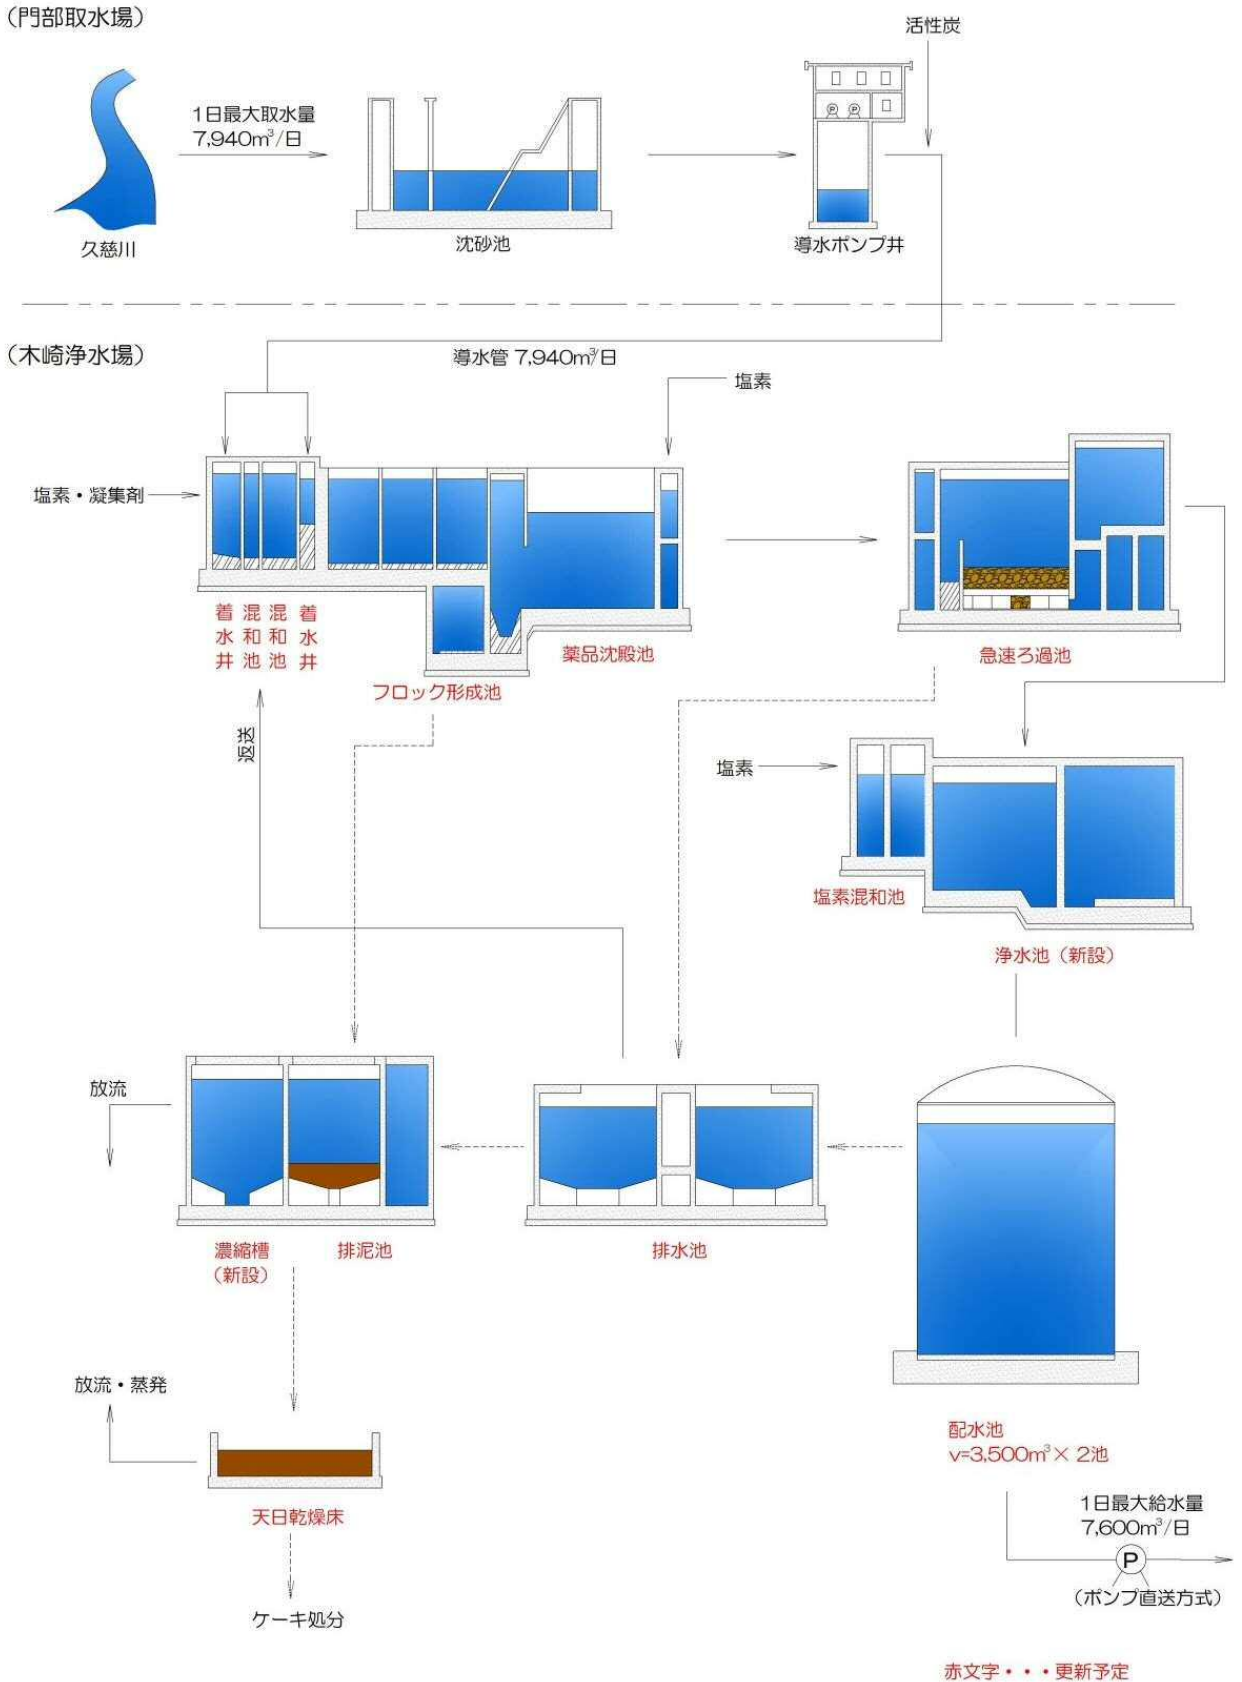 (門部取水場)
活性炭
1日最大取水量
7,940m³/日
久慈川
沈砂池
導水ポンプ井
P
P
(木崎浄水場)
導水管 7,940m³/日
塩素
塩素・凝集剤
着水井
混和池
混和池
着水井
薬品沈殿池
急速ろ過池
フロック形成池
返送
塩素
塩素混和池
浄水池(新設)
放流
濃縮槽
(新設)
排泥池
排水池
放流・蒸発
配水池
v=3,500m³× 2池
天日乾燥床
1日最大給水量
7,600m³/日
P
(ポンプ直送方式)
ケーキ処分
赤文字・・・更新予定